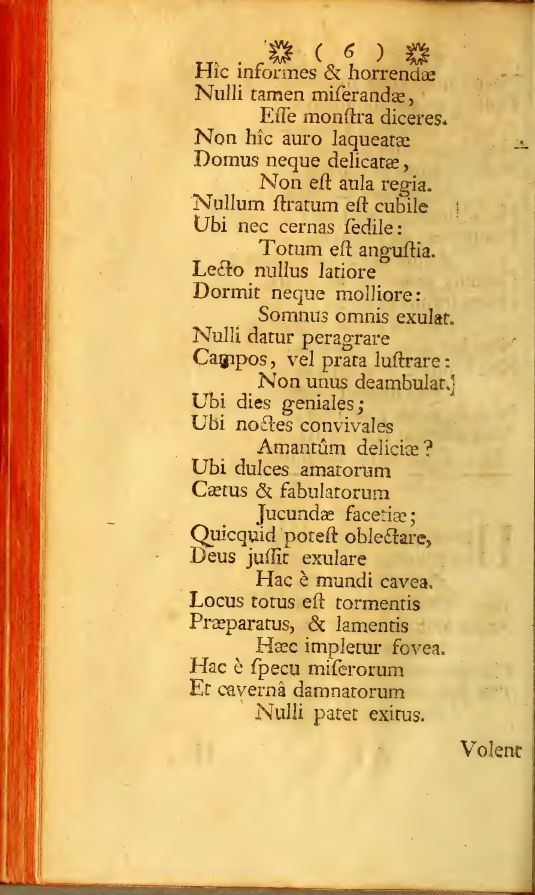 ( 6 )
Hîc informes & horrendæ
Nulli tamen miſerandæ,
Eſſe monſtra diceres.
Non hîc auro laqueatæ
Domus neque delicatæ,
Non eſt aula regia.
Nullum ſtratum eſt cubile
Ubi nec cernas ſedile:
Totum eſt anguſtia.
Lecto nullus latiore
Dormit neque molliore:
Somnus omnis exulat.
Nulli datur peragrare
Campos, vel prata luſtrare:
Non unus deambulat.
Ubi dies geniales;
Ubi noctes convivales
Amantûm deliciæ?
Ubi dulces amatorum
Cætus & fabulatorum
Jucundæ facetiæ;
Quicquid poteſt oblectare,
Deus juſſit exulare
Hac è mundi cavea.
Locus totus eſt tormentis
Præparatus, & lamentis
Hæc impletur fovea.
Hac è ſpecu miſerorum
Et cavernâ damnatorum
Nulli patet exitus.
Volent